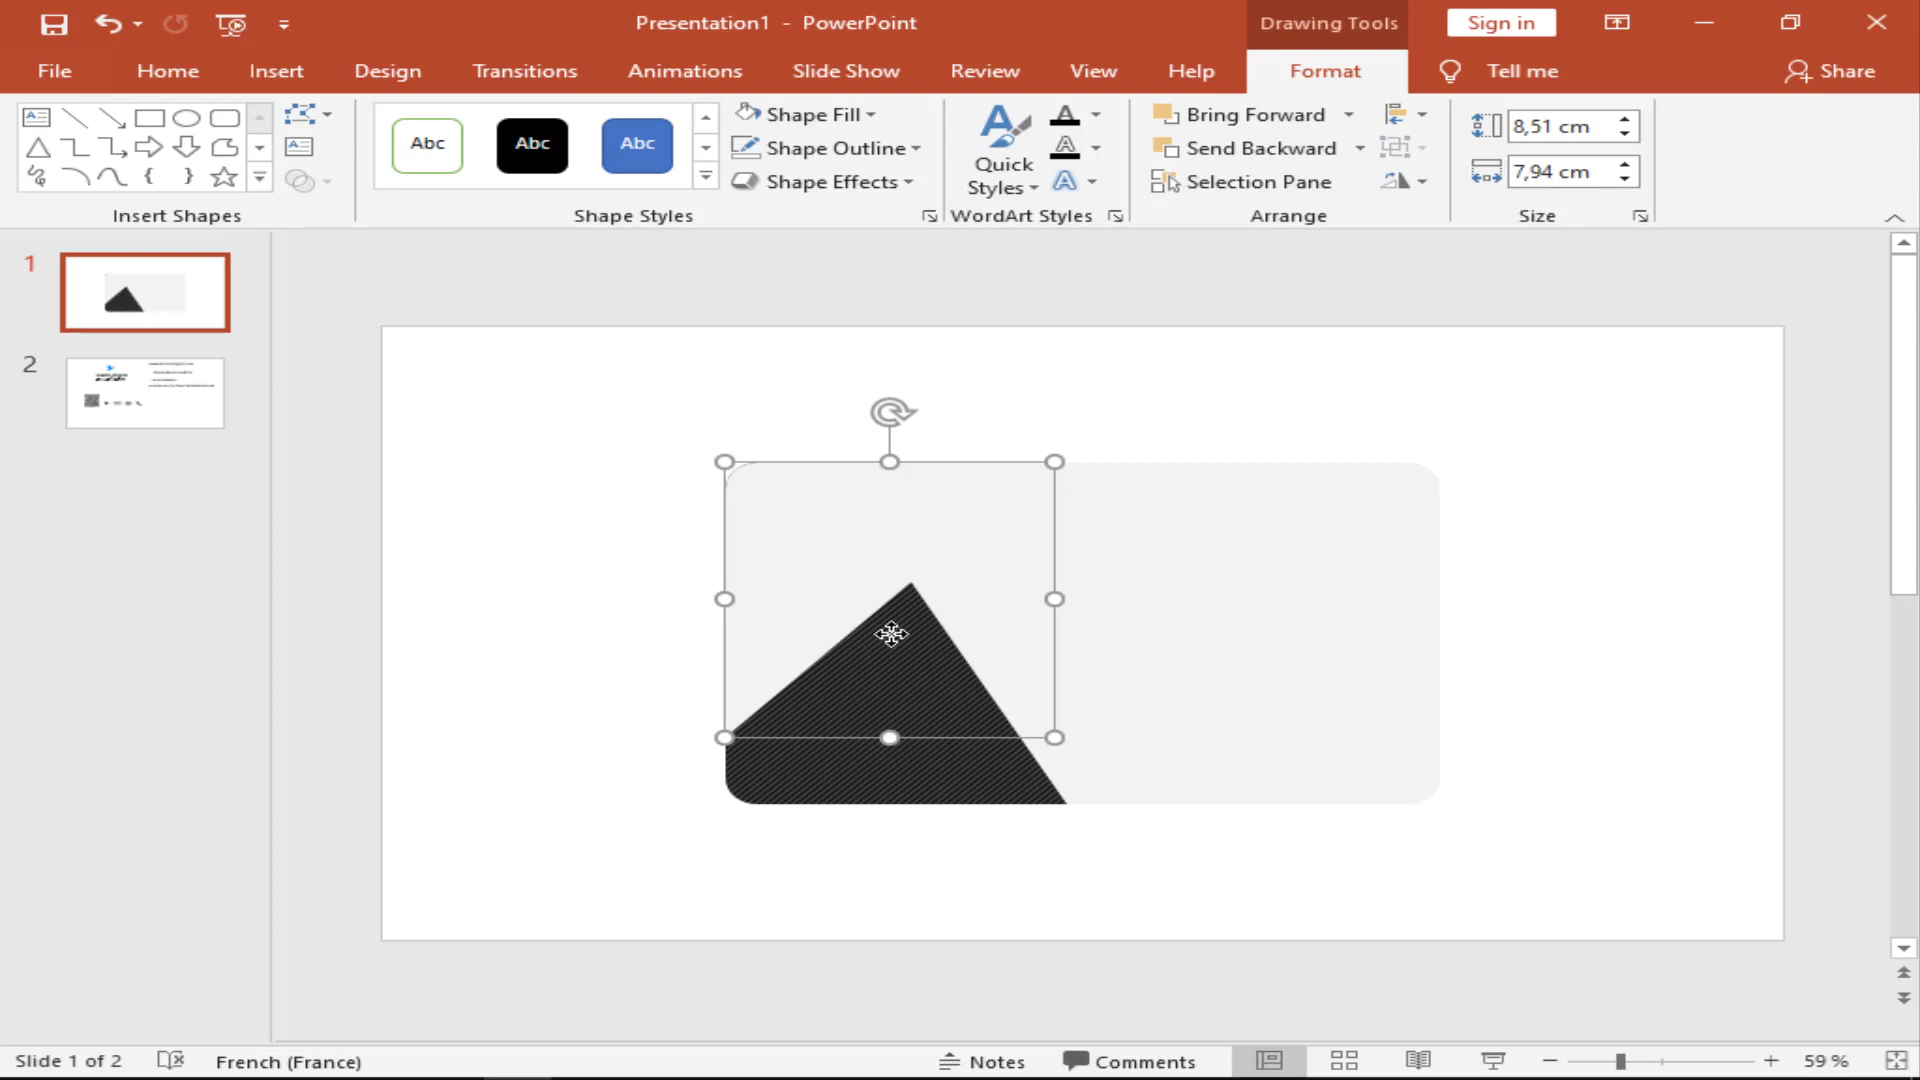 Presentation1 - PowerPoint
Drawing Tools
Sign in
File
Home
Insert
Design
Transitions
Animations
Slide Show
Review
View
Help
Format
Tell me
Share
Abc
Abc
Abc
Shape Fill
Shape Outline
Shape Effects
Quick
Styles
Bring Forward
Send Backward
Selection Pane
8,51 cm
7,94 cm
Insert Shapes
Shape Styles
WordArt Styles
Arrange
Size
1
2
Slide 1 of 2
French (France)
Notes
Comments
59 %